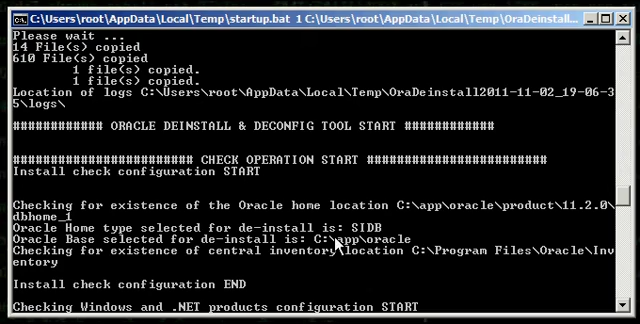 C:\Users\root\AppData\Local\Temp\startup.bat 1 C:\Users\root\AppData\Local\Temp\OraDeinstall...
Please wait ...
14 File(s) copied
610 File(s) copied
1 file(s) copied.
1 file(s) copied.
Location of logs C:\Users\root\AppData\Local\Temp\OraDeinstall2011-11-02_19-06-3
5\logs\
############ ORACLE DEINSTALL & DECONFIG TOOL START ############
######################## CHECK OPERATION START ########################
Install check configuration START
Checking for existence of the Oracle home location C:\app\oracle\product\11.2.0\
dbhome_1
Oracle Home type selected for de-install is: SIDB
Oracle Base selected for de-install is: C:\app\oracle
Checking for existence of central inventory location C:\Program Files\Oracle\Inv
entory
Install check configuration END
Checking Windows and .NET products configuration START